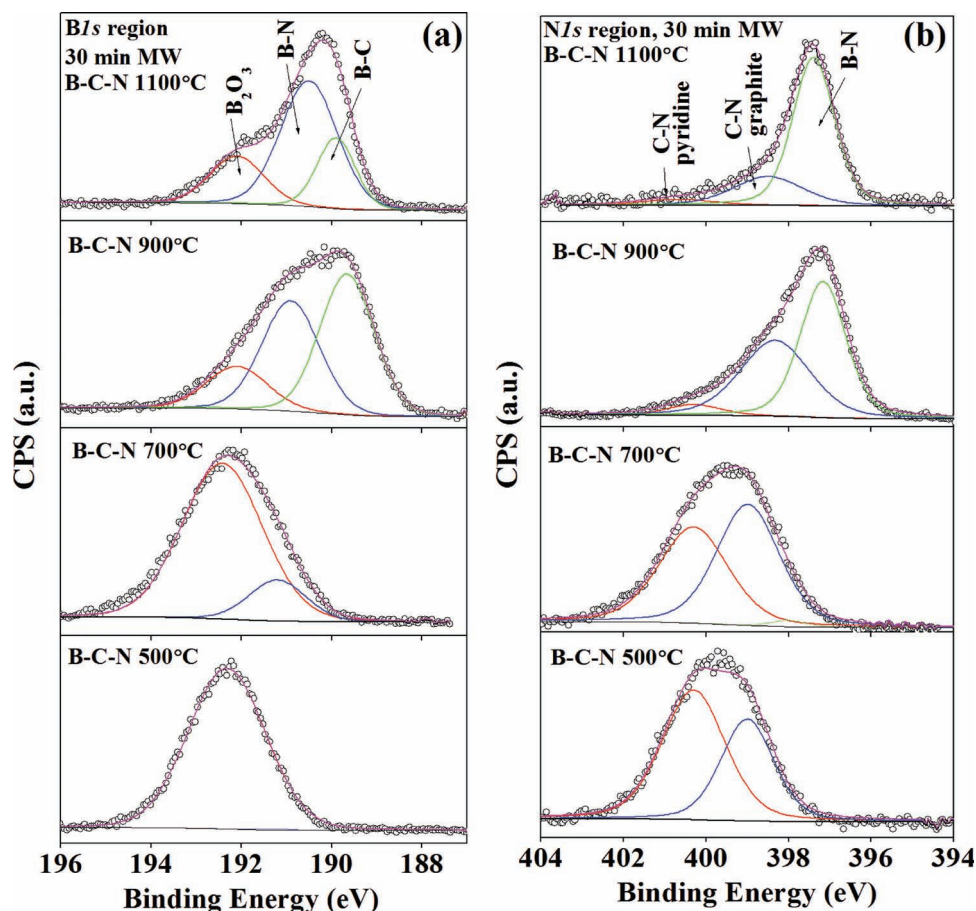 B1s region
30 min MW
B-C-N 1100°C
(a)
B₂O₃
B-N
B-C
B-C-N 900°C
B-C-N 700°C
B-C-N 500°C
CPS (a.u.)
196 194 192 190 188
Binding Energy (eV)
N1s region, 30 min MW
B-C-N 1100°C
(b)
C-N
pyridine
C-N
graphite
B-N
B-C-N 900°C
B-C-N 700°C
B-C-N 500°C
CPS (a.u.)
404 402 400 398 396 394
Binding Energy (eV)